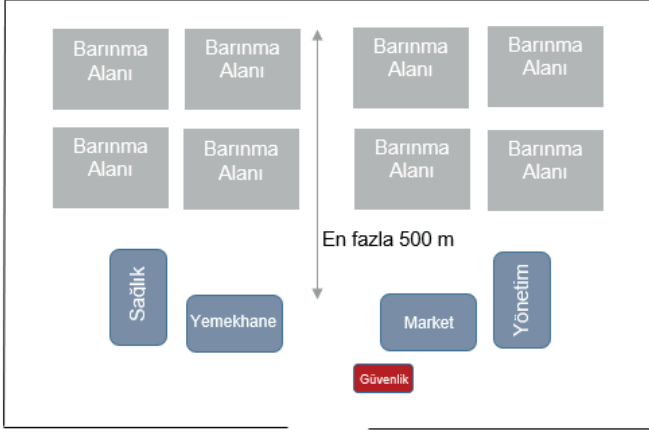 Barınma
Alanı
Barınma
Alanı
Barınma
Alanı
Barınma
Alanı
Barınma
Alanı
Barınma
Alanı
Barınma
Alanı
Barınma
Alanı
En fazla 500 m
Sağlık
Yemekhane
Market
Yönetim
Güvenlik